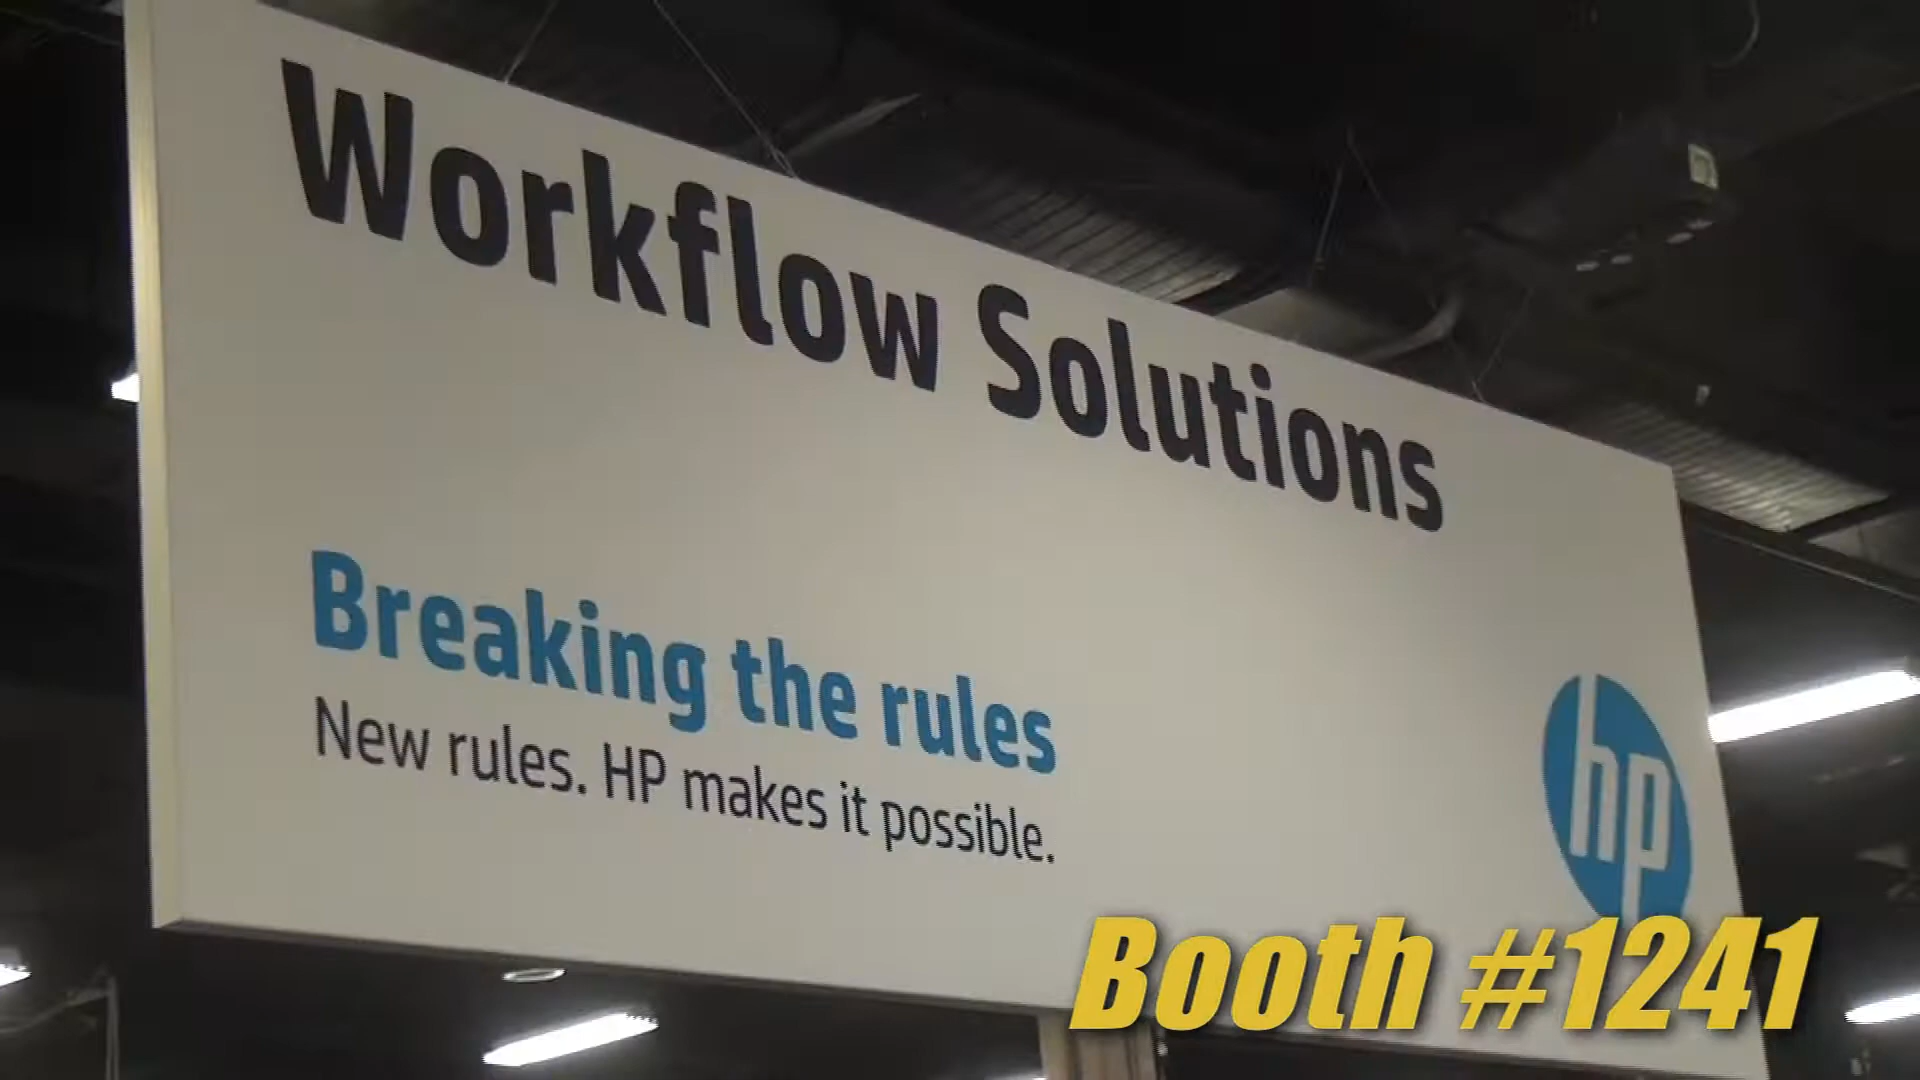 Workflow Solutions
Breaking the rules
New rules. HP makes it possible.
hp
Booth #1241